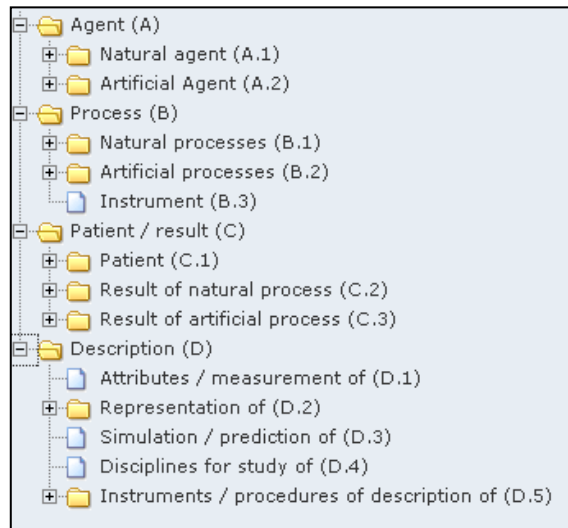 Agent (A)
Natural agent (A.1)
Artificial Agent (A.2)
Process (B)
Natural processes (B.1)
Artificial processes (B.2)
Instrument (B.3)
Patient / result (C)
Patient (C.1)
Result of natural process (C.2)
Result of artificial process (C.3)
Description (D)
Attributes / measurement of (D.1)
Representation of (D.2)
Simulation / prediction of (D.3)
Disciplines for study of (D.4)
Instruments / procedures of description of (D.5)